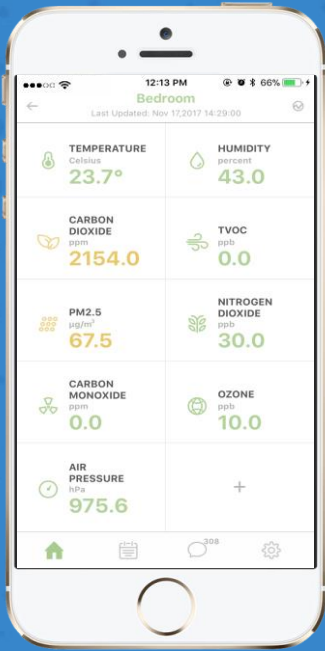 12:13 PM
66%
Bedroom
Last Updated: Nov 17,2017 14:29:00
TEMPERATURE
Celsius
23.7°
HUMIDITY
percent
43.0
CARBON
DIOXIDE
ppm
2154.0
TVOC
ppb
0.0
PM2.5
µg/m³
67.5
NITROGEN
DIOXIDE
ppb
30.0
CARBON
MONOXIDE
ppm
0.0
OZONE
ppb
10.0
AIR
PRESSURE
hPa
975.6
+
308